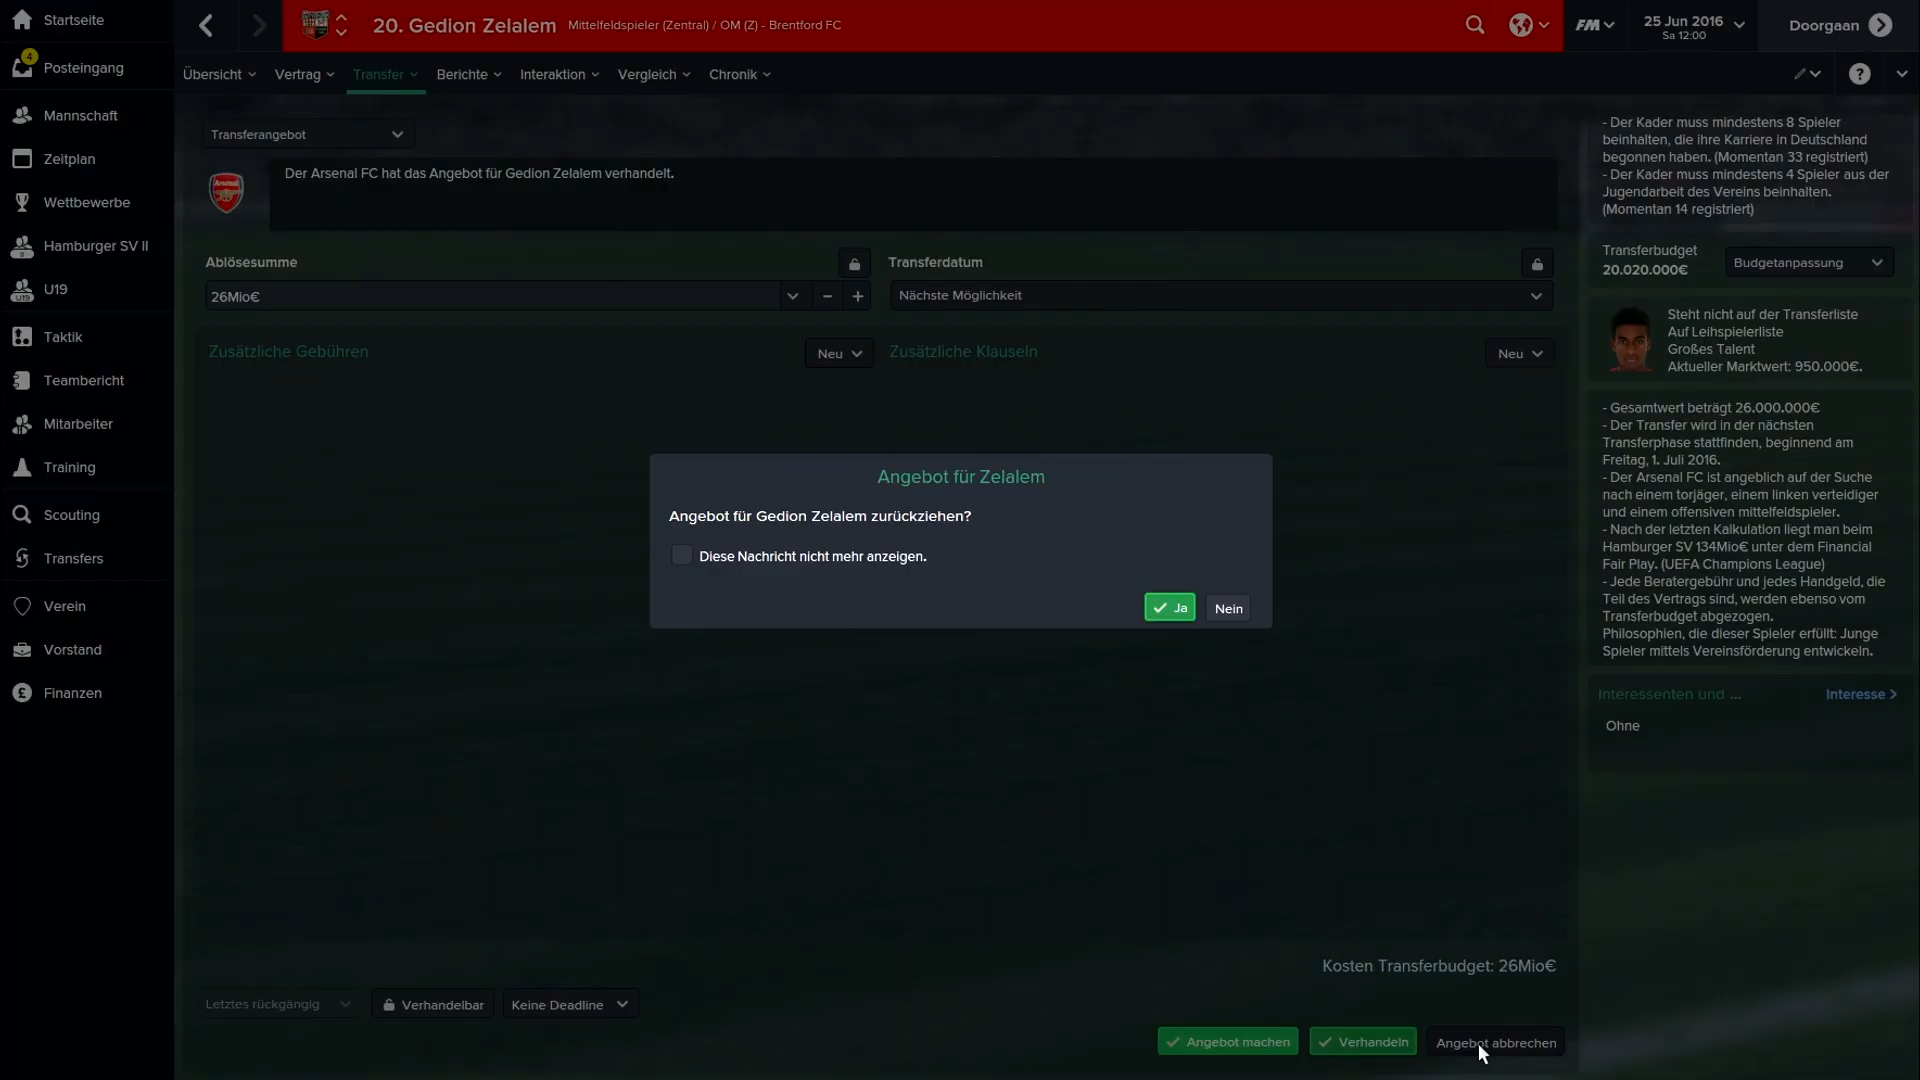 Startseite
4
Posteingang
Mannschaft
Zeitplan
Wettbewerbe
Hamburger SV II
U19
U19
Taktik
Teambericht
Mitarbeiter
Training
Scouting
Transfers
Verein
Vorstand
Finanzen
20. Gedion Zelalem Mittelfeldspieler (Zentral) / OM (Z) - Brentford FC
FM
25 Jun 2016
Sa 12:00
Doorgaan
Übersicht Vertrag Transfer Berichte Interaktion Vergleich Chronik
?
Transferangebot
Arsenal
Der Arsenal FC hat das Angebot für Gedion Zelalem verhandelt.
Ablösesumme
26Mio€
Transferdatum
Nächste Möglichkeit
Zusätzliche Gebühren
Neu
Zusätzliche Klauseln
Neu
Angebot für Zelalem
Angebot für Gedion Zelalem zurückziehen?
Diese Nachricht nicht mehr anzeigen.
Ja
Nein
Kosten Transferbudget: 26Mio€
Letztes rückgängig
Verhandelbar
Keine Deadline
Angebot machen
Verhandeln
Angebot abbrechen
- Der Kader muss mindestens 8 Spieler
beinhalten, die ihre Karriere in Deutschland
begonnen haben. (Momentan 33 registriert)
- Der Kader muss mindestens 4 Spieler aus der
Jugendarbeit des Vereins beinhalten.
(Momentan 14 registriert)
Transferbudget
20.020.000€
Budgetanpassung
Steht nicht auf der Transferliste
Auf Leihspielerliste
Großes Talent
Aktueller Marktwert: 950.000€.
- Gesamtwert beträgt 26.000.000€
- Der Transfer wird in der nächsten
Transferphase stattfinden, beginnend am
Freitag, 1. Juli 2016.
- Der Arsenal FC ist angeblich auf der Suche
nach einem torjäger, einem linken verteidiger
und einem offensiven mittelfeldspieler.
- Nach der letzten Kalkulation liegt man beim
Hamburger SV 134Mio€ unter dem Financial
Fair Play. (UEFA Champions League)
- Jede Beratergebühr und jedes Handgeld, die
Teil des Vertrags sind, werden ebenso vom
Transferbudget abgezogen.
Philosophien, die dieser Spieler erfüllt: Junge
Spieler mittels Vereinsförderung entwickeln.
Interessenten und ...
Interesse >
Ohne